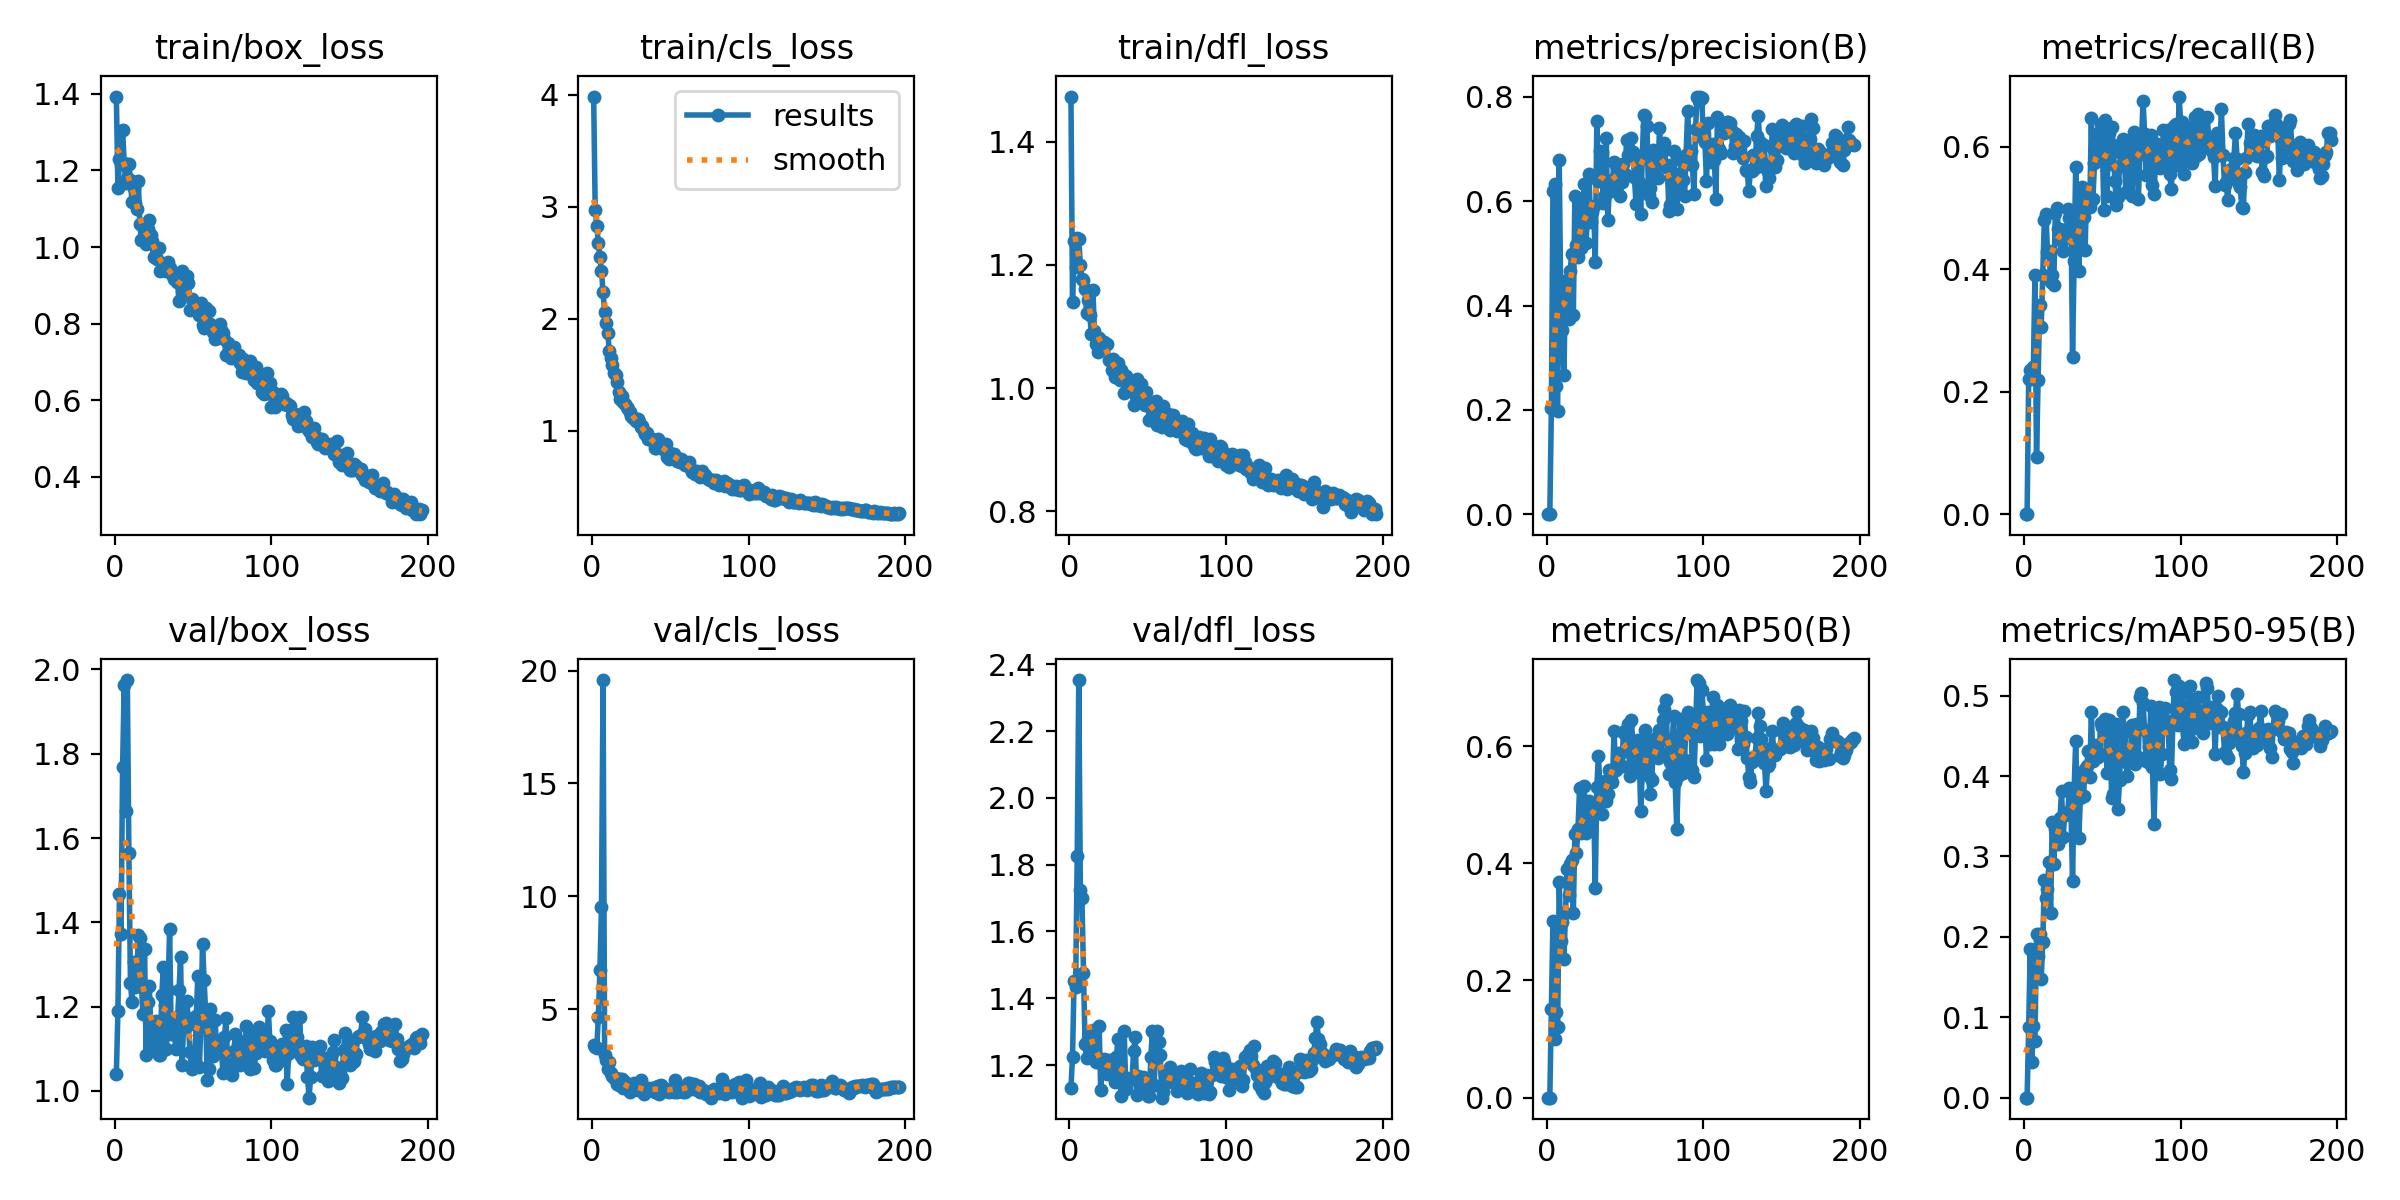 train/box_loss
1.4
1.2
1.0
0.8
0.6
0.4
0 100 200
train/cls_loss
results
smooth
4
3
2
1
0 100 200
train/dfl_loss
1.4
1.2
1.0
0.8
0 100 200
metrics/precision(B)
0.8
0.6
0.4
0.2
0.0
0 100 200
metrics/recall(B)
0.6
0.4
0.2
0.0
0 100 200
val/box_loss
2.0
1.8
1.6
1.4
1.2
1.0
0 100 200
val/cls_loss
20
15
10
5
0 100 200
val/dfl_loss
2.4
2.2
2.0
1.8
1.6
1.4
1.2
0 100 200
metrics/mAP50(B)
0.6
0.4
0.2
0.0
0 100 200
metrics/mAP50-95(B)
0.5
0.4
0.3
0.2
0.1
0.0
0 100 200